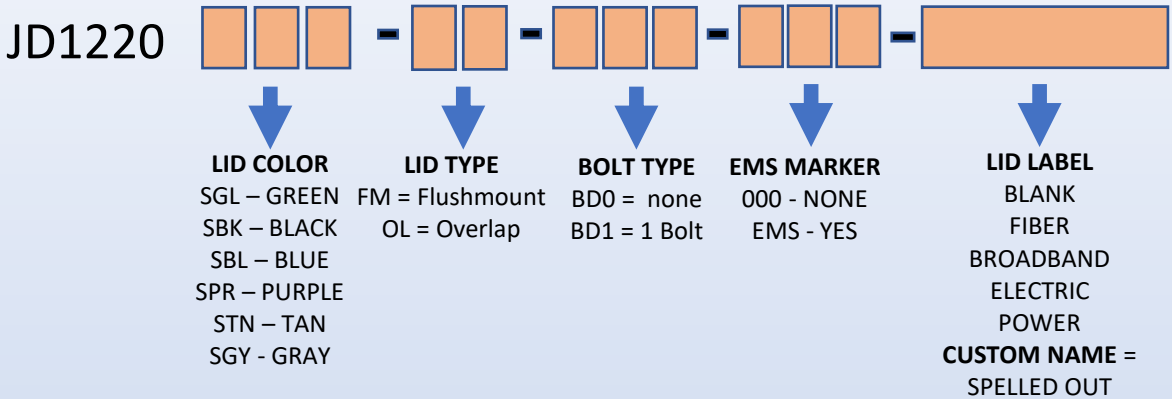 JD1220 - - - -
LID COLOR
SGL – GREEN
SBK – BLACK
SBL – BLUE
SPR – PURPLE
STN – TAN
SGY - GRAY
LID TYPE
FM = Flushmount
OL = Overlap
BOLT TYPE
BD0 = none
BD1 = 1 Bolt
EMS MARKER
000 - NONE
EMS - YES
LID LABEL
BLANK
FIBER
BROADBAND
ELECTRIC
POWER
CUSTOM NAME =
SPELLED OUT